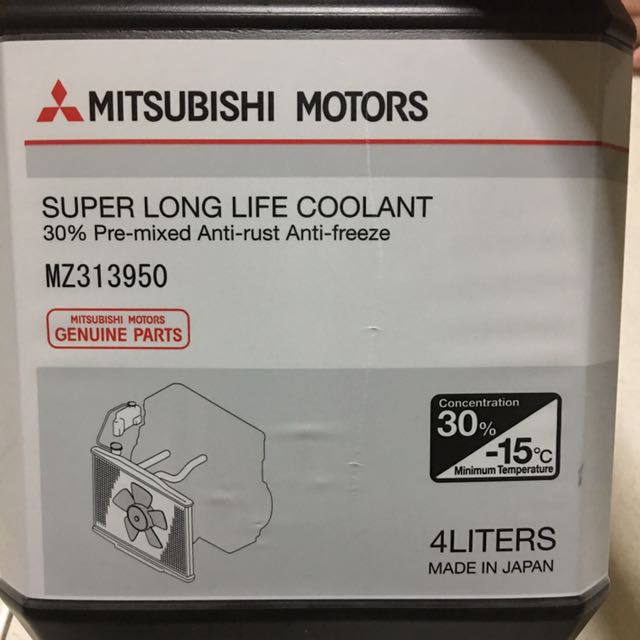 MITSUBISHI MOTORS
SUPER LONG LIFE COOLANT
30% Pre-mixed Anti-rust Anti-freeze
MZ313950
MITSUBISHI MOTORS
GENUINE PARTS
Concentration
30%
-15°C
Minimum Temperature
4LITERS
MADE IN JAPAN